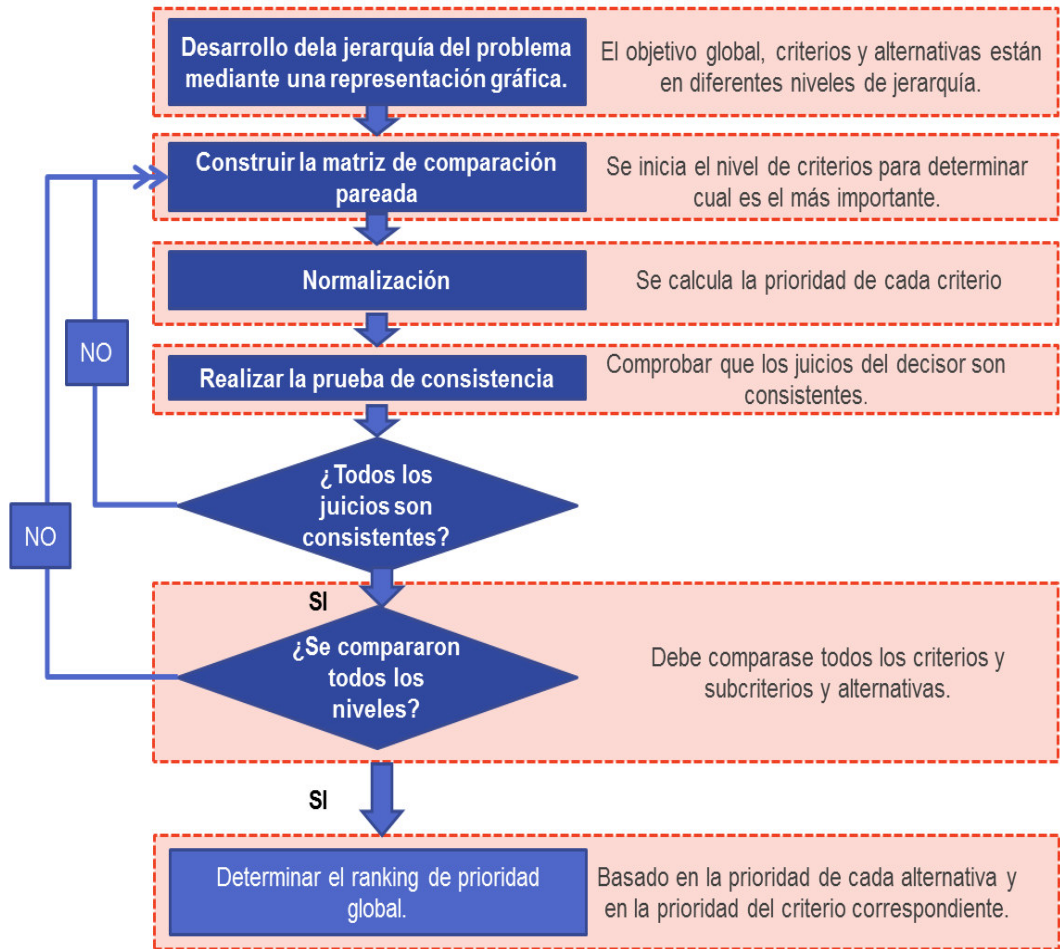 Desarrollo dela jerarquía del problema
mediante una representación gráfica.
El objetivo global, criterios y alternativas están
en diferentes niveles de jerarquía.
Construir la matriz de comparación
pareada
Se inicia el nivel de criterios para determinar
cual es el más importante.
Normalización
Se calcula la prioridad de cada criterio
NO
Realizar la prueba de consistencia
Comprobar que los juicios del decisor son
consistentes.
¿Todos los
juicios son
consistentes?
NO
SI
¿Se compararon
todos los
niveles?
Debe comparase todos los criterios y
subcriterios y alternativas.
SI
Determinar el ranking de prioridad
global.
Basado en la prioridad de cada alternativa y
en la prioridad del criterio correspondiente.